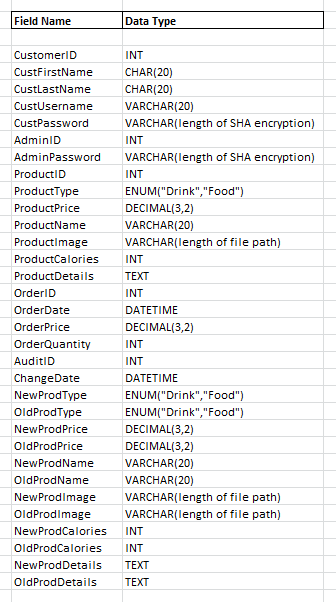 Field Name Data Type
CustomerID INT
CustFirstName CHAR(20)
CustLastName CHAR(20)
CustUsername VARCHAR(20)
CustPassword VARCHAR(length of SHA encryption)
AdminID INT
AdminPassword VARCHAR(length of SHA encryption)
ProductID INT
ProductType ENUM("Drink","Food")
ProductPrice DECIMAL(3,2)
ProductName VARCHAR(20)
ProductImage VARCHAR(length of file path)
ProductCalories INT
ProductDetails TEXT
OrderID INT
OrderDate DATETIME
OrderPrice DECIMAL(3,2)
OrderQuantity INT
AuditID INT
ChangeDate DATETIME
NewProdType ENUM("Drink","Food")
OldProdType ENUM("Drink","Food")
NewProdPrice DECIMAL(3,2)
OldProdPrice DECIMAL(3,2)
NewProdName VARCHAR(20)
OldProdName VARCHAR(20)
NewProdImage VARCHAR(length of file path)
OldProdImage VARCHAR(length of file path)
NewProdCalories INT
OldProdCalories INT
NewProdDetails TEXT
OldProdDetails TEXT